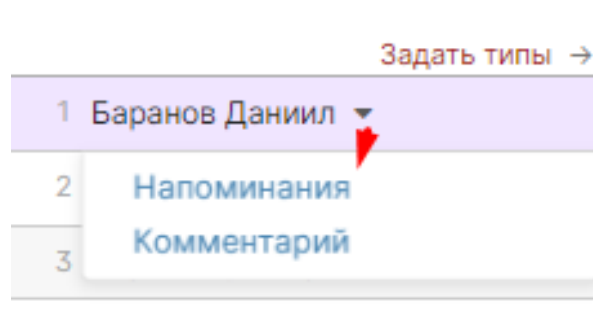 Задать типы →
1 Баранов Даниил
2 Напоминания
Комментарий
3